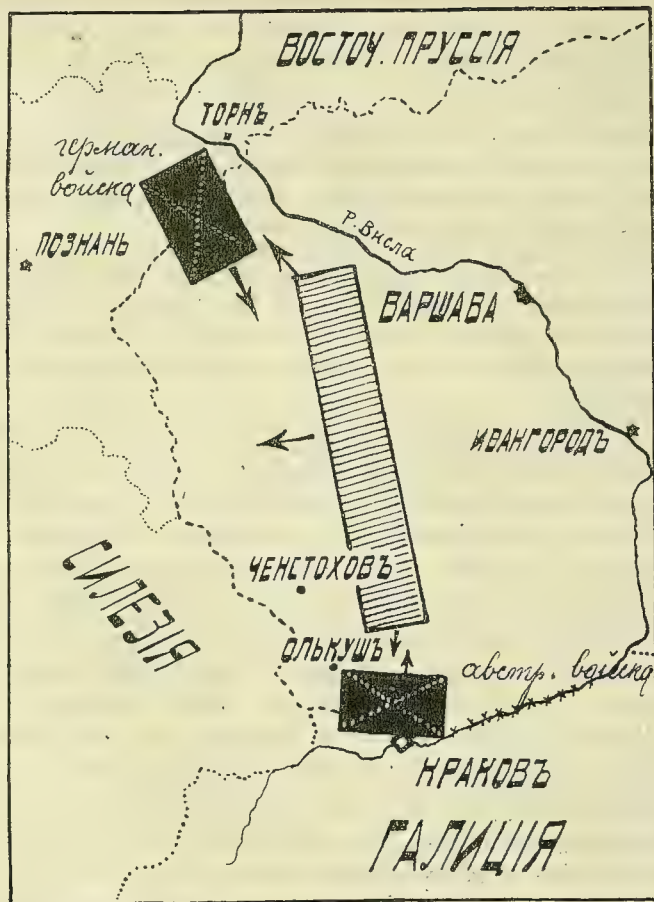 ВОСТОЧ. ПРУССІЯ
ТОРНЪ
герман.
войска
Р. Висла
ПОЗНАНЬ
ВАРШАВА
ИВАНГОРОДЪ
ЧЕНСТОХОВЪ
СИЛЕЗІЯ
ОЛЬКУШЪ
австр. войска
КРАКОВЪ
ГАЛИЦІЯ